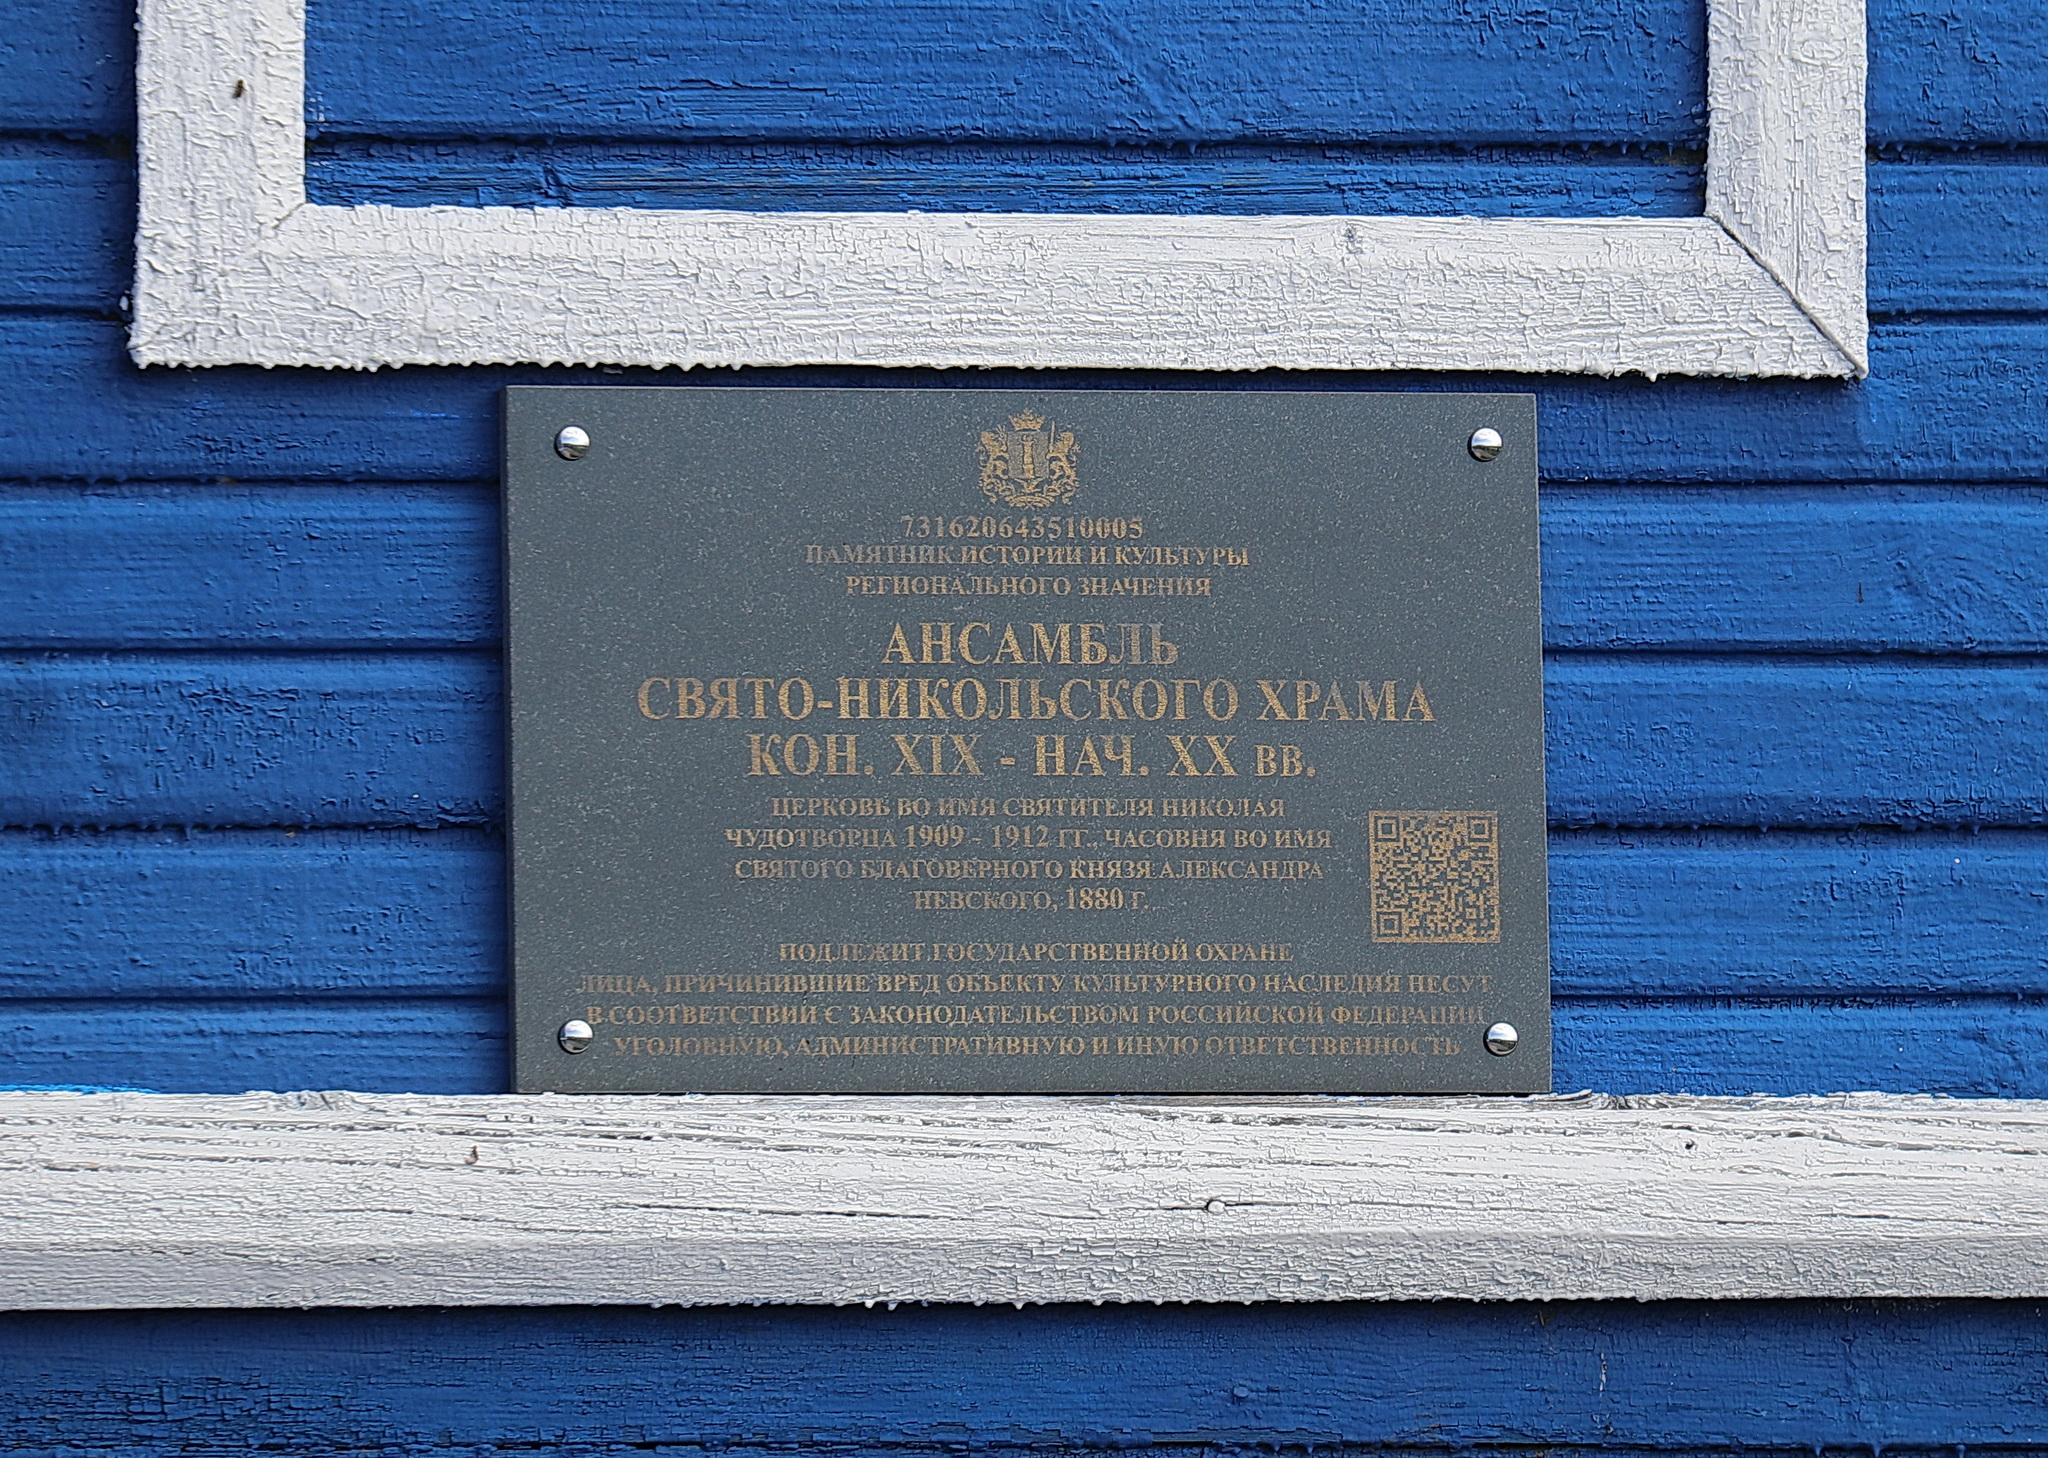 731620643510005
ПАМЯТНИК ИСТОРИИ И КУЛЬТУРЫ
РЕГИОНАЛЬНОГО ЗНАЧЕНИЯ
АНСАМБЛЬ
СВЯТО-НИКОЛЬСКОГО ХРАМА
КОН. XIX - НАЧ. XX ВВ.
ЦЕРКОВЬ ВО ИМЯ СВЯТИТЕЛЯ НИКОЛАЯ
ЧУДОТВОРЦА 1909 - 1912 ГГ., ЧАСОВНЯ ВО ИМЯ
СВЯТОГО БЛАГОВЕРНОГО КНЯЗЯ АЛЕКСАНДРА
НЕВСКОГО, 1880 Г.
ПОДЛЕЖИТ ГОСУДАРСТВЕННОЙ ОХРАНЕ
ЛИЦА, ПРИЧИНИВШИЕ ВРЕД ОБЪЕКТУ КУЛЬТУРНОГО НАСЛЕДИЯ НЕСУТ
В СООТВЕТСТВИИ С ЗАКОНОДАТЕЛЬСТВОМ РОССИЙСКОЙ ФЕДЕРАЦИИ
УГОЛОВНУЮ, АДМИНИСТРАТИВНУЮ И ИНУЮ ОТВЕТСТВЕННОСТЬ